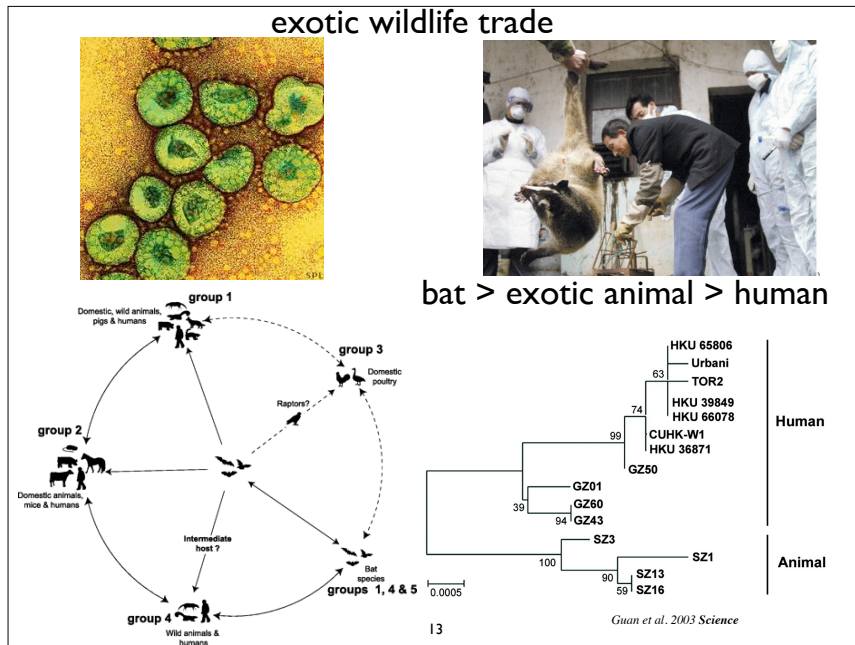 exotic wildlife trade
SPL
bat > exotic animal > human
group 1
Domestic, wild animals,
pigs & humans
group 3
Domestic
poultry
Raptors?
group 2
Domestic animals,
mice & humans
Intermediate
host ?
Bat
species
groups 1, 4 & 5
group 4
Wild animals &
humans
HKU 65806
Urbani
63
TOR2
HKU 39849
HKU 66078
74
CUHK-W1
HKU 36871
99
GZ50
Human
GZ01
39
GZ60
94
GZ43
SZ3
100
SZ1
90
SZ13
59
SZ16
Animal
0.0005
13
Guan et al. 2003 Science